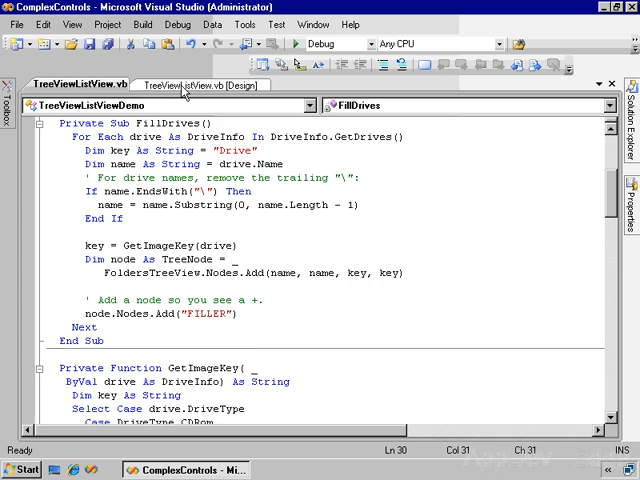 ComplexControls - Microsoft Visual Studio (Administrator)
File Edit View Project Build Debug Data Tools Test Window Help
Debug Any CPU
TreeViewListView.vb TreeViewListView.vb [Design]
TreeViewListViewDemo FillDrives
Private Sub FillDrives()
For Each drive As DriveInfo In DriveInfo.GetDrives()
Dim key As String = "Drive"
Dim name As String = drive.Name
' For drive names, remove the trailing "\":
If name.EndsWith("\") Then
name = name.Substring(0, name.Length - 1)
End If
key = GetImageKey(drive)
Dim node As TreeNode = _
FoldersTreeView.Nodes.Add(name, name, key, key)
' Add a node so you see a +.
node.Nodes.Add("FILLER")
Next
End Sub
Private Function GetImageKey( _
ByVal drive As DriveInfo) As String
Dim key As String
Select Case drive.DriveType
Case DriveType.CDRom
Toolbox
Solution Explorer
Properties
Ready Ln 30 Col 31 Ch 31 INS
Start ComplexControls - Mi...